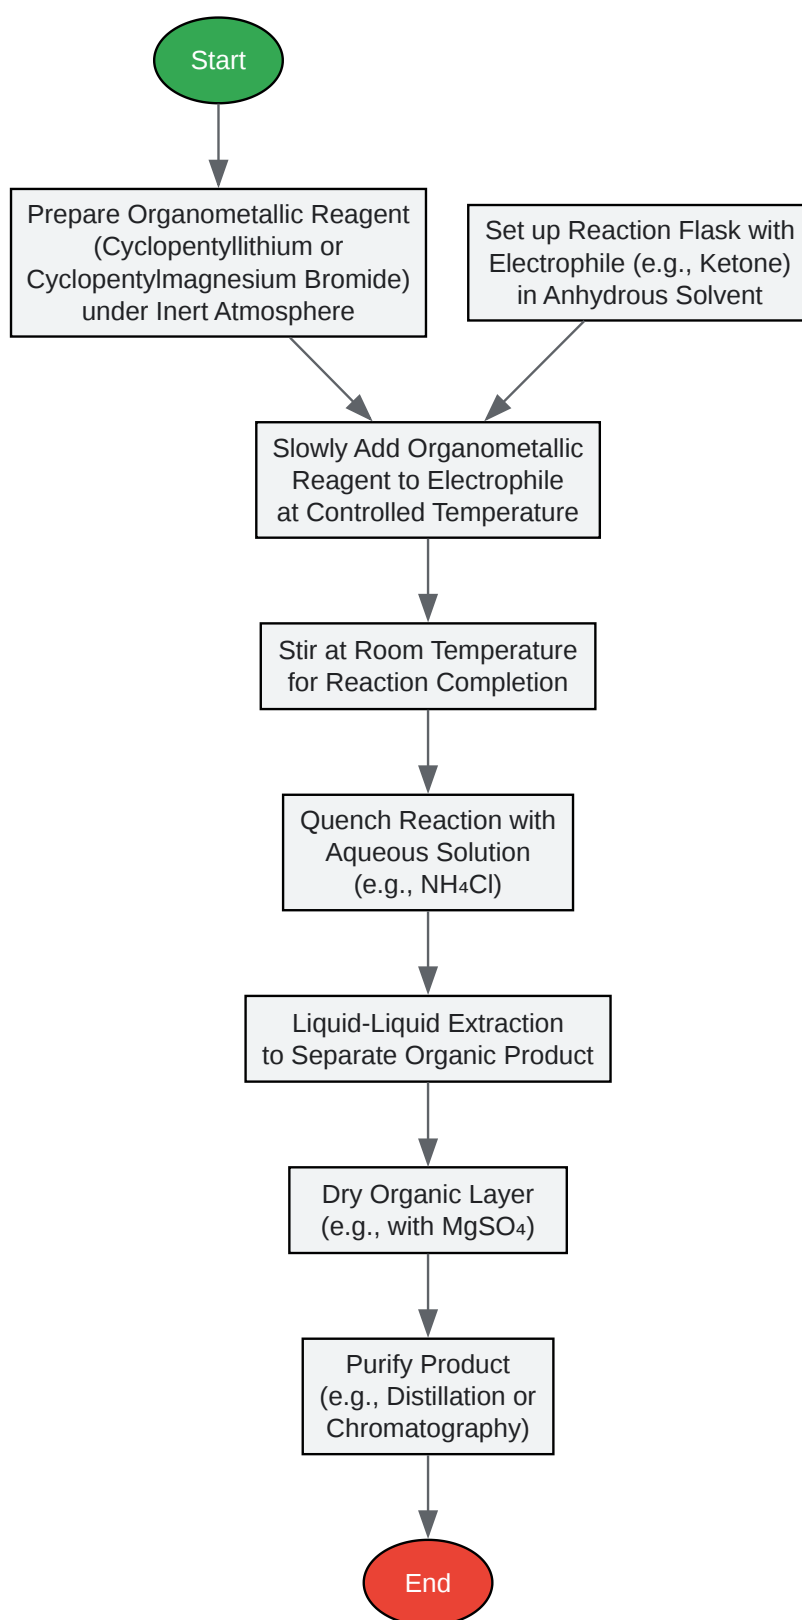 Start
Prepare Organometallic Reagent
(Cyclopentyllithium or
Cyclopentylmagnesium Bromide)
under Inert Atmosphere
Set up Reaction Flask with
Electrophile (e.g., Ketone)
in Anhydrous Solvent
Slowly Add Organometallic
Reagent to Electrophile
at Controlled Temperature
Stir at Room Temperature
for Reaction Completion
Quench Reaction with
Aqueous Solution
(e.g., NH₄Cl)
Liquid-Liquid Extraction
to Separate Organic Product
Dry Organic Layer
(e.g., with MgSO₄)
Purify Product
(e.g., Distillation or
Chromatography)
End